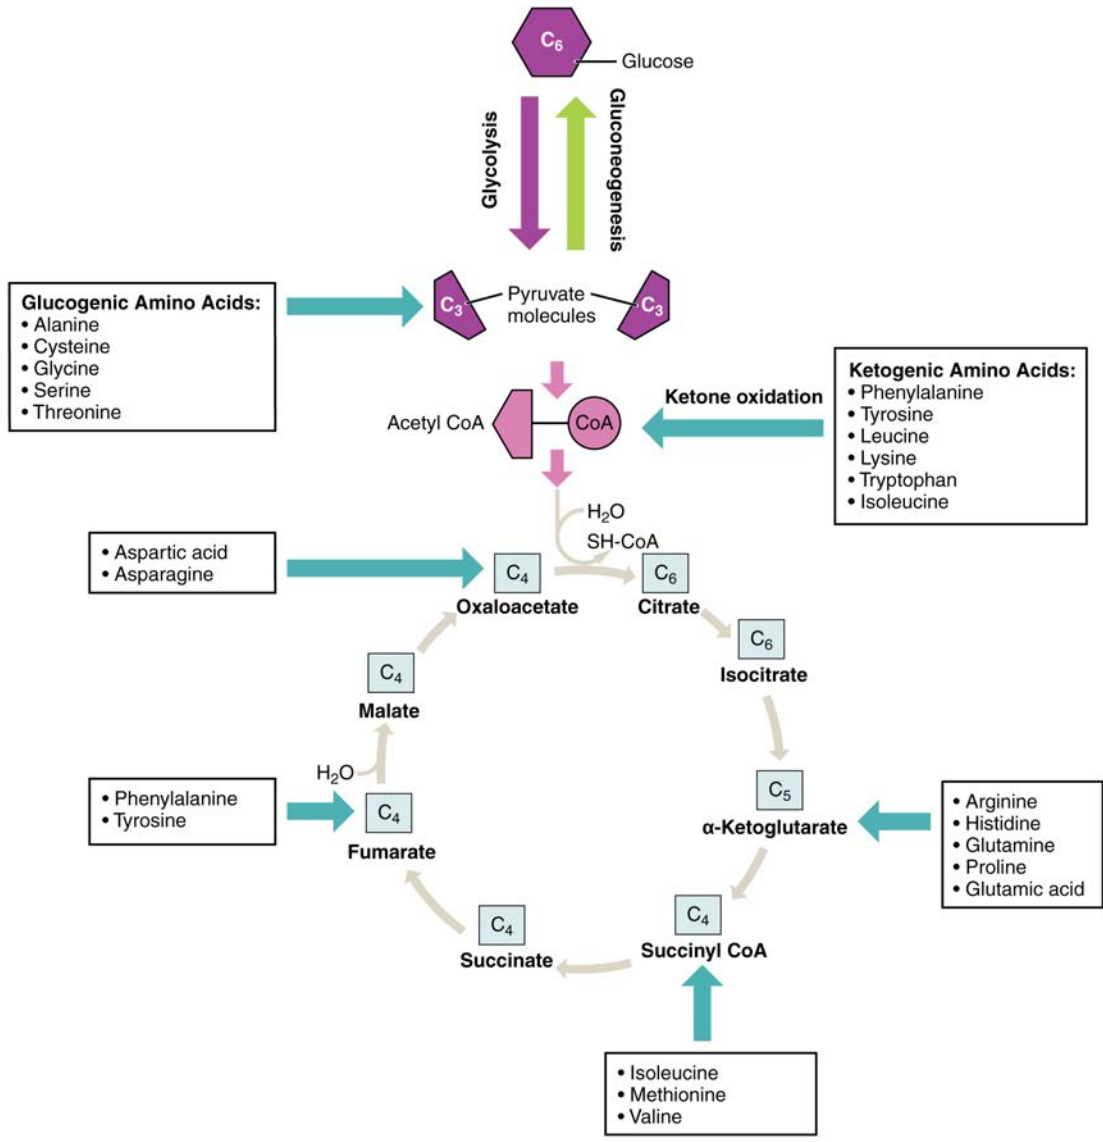 C6
Glucose
Glycolysis
Gluconeogenesis
Glucogenic Amino Acids:
• Alanine
• Cysteine
• Glycine
• Serine
• Threonine
C3
Pyruvate
molecules
C3
Ketogenic Amino Acids:
• Phenylalanine
• Tyrosine
• Leucine
• Lysine
• Tryptophan
• Isoleucine
Ketone oxidation
Acetyl CoA
CoA
H2O
SH-CoA
• Aspartic acid
• Asparagine
C4
Oxaloacetate
C6
Citrate
C6
Isocitrate
C4
Malate
H2O
• Phenylalanine
• Tyrosine
C4
Fumarate
C5
α-Ketoglutarate
• Arginine
• Histidine
• Glutamine
• Proline
• Glutamic acid
C4
Succinate
C4
Succinyl CoA
• Isoleucine
• Methionine
• Valine